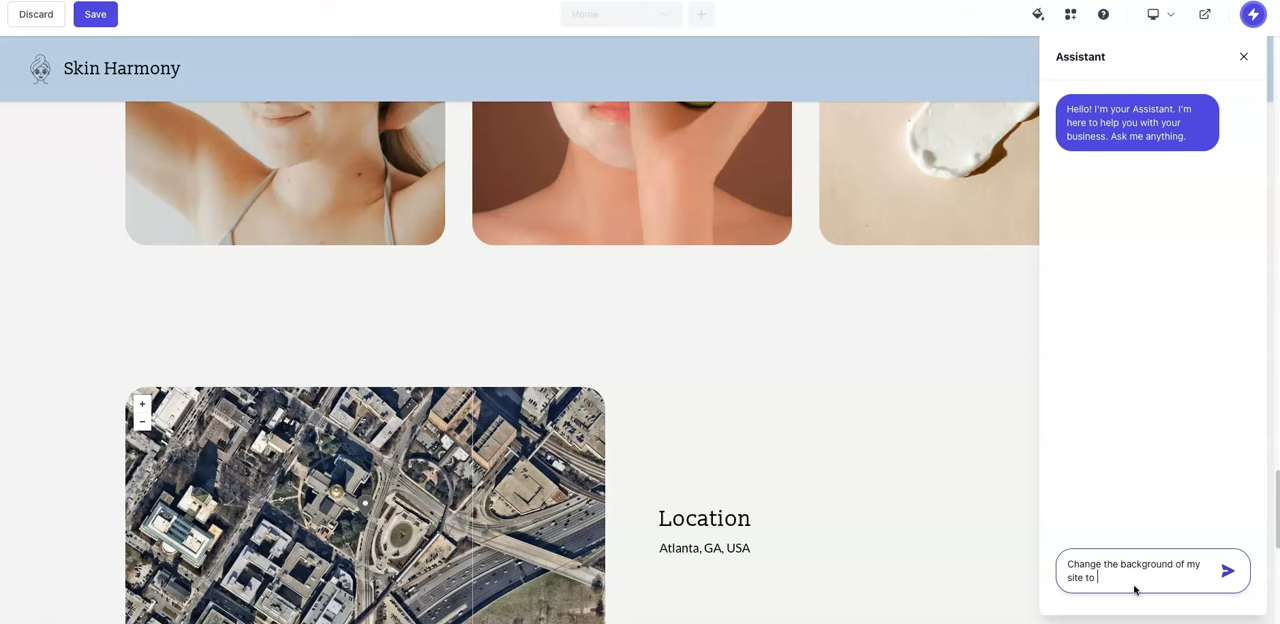 Discard
Save
Home
Skin Harmony
Assistant
Hello! I'm your Assistant. I'm
here to help you with your
business. Ask me anything.
+
−
Location
Atlanta, GA, USA
Change the background of my
site to